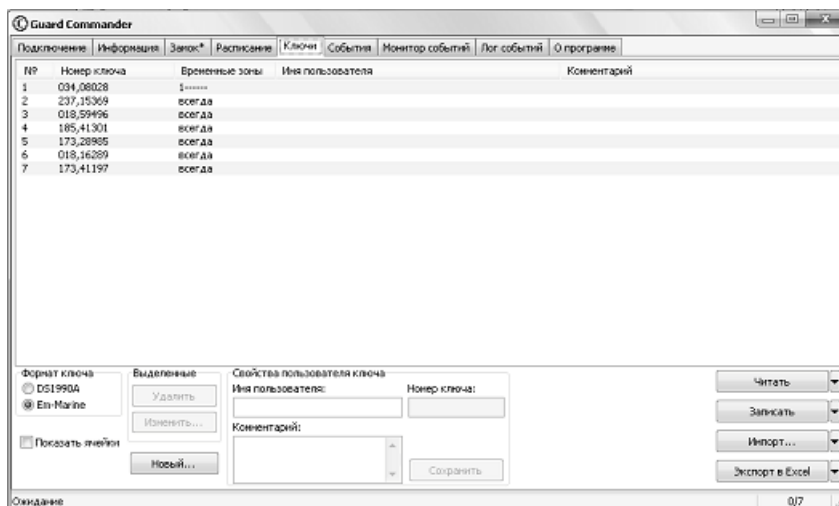 Guard Commander
Подключение Информация Замок* Расписание Ключи События Монитор событий Лог событий О програме
№ Номер ключа Временные зоны Имя пользователя Комментарий
1 034,08028 1------
2 237,15369 всегда
3 018,59496 всегда
4 185,41301 всегда
5 173,28985 всегда
6 018,16289 всегда
7 173,41197 всегда
Формат ключа Выделенные Свойства пользователя ключа
DS1990A Удалить Имя пользователя: Номер ключа: Читать
Em-Marine
Изменить... Комментарий: Записать
Показать ячейки Импорт...
Новый... Сохранить Экспорт в Excel
Ожидание 0/7